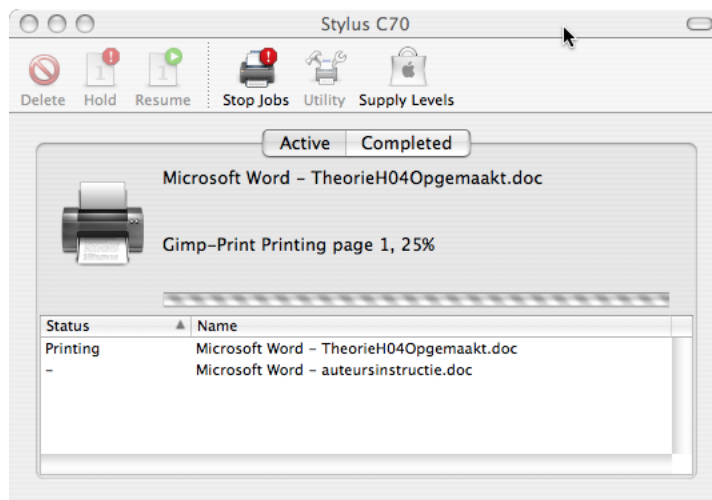 Stylus C70
Delete Hold Resume Stop Jobs Utility Supply Levels
Active Completed
Microsoft Word – TheorieH04Opgemaakt.doc
Gimp-Print Printing page 1, 25%
Status Name
Printing Microsoft Word – TheorieH04Opgemaakt.doc
– Microsoft Word – auteursinstructie.doc